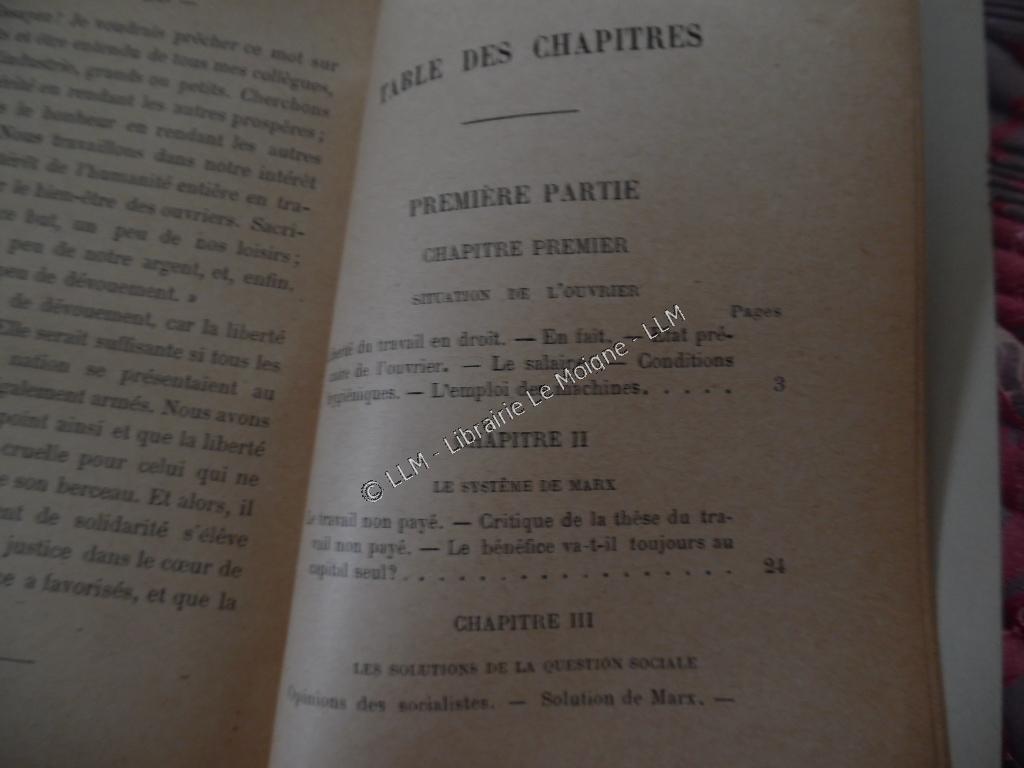 soupes? Je voudrais prêcher ce mot sur
et être entendu de tous mes collègues,
industrie, grands ou petits. Cherchons
en rendant les autres prospères;
le bonheur en rendant les autres
Nous travaillons dans notre intérêt
de l'humanité entière en tra-
le bien-être des ouvriers. Sacri-
ce but, un peu de nos loisirs;
peu de notre argent, et, enfin,
peu de dévouement. »
de dévouement, car la liberté
Elle serait suffisante si tous les
nation se présentaient au
également armés. Nous avons
point ainsi et que la liberté
cruelle pour celui qui ne
son berceau. Et alors, il
de solidarité s'élève
justice dans le cœur de
a favorisés, et que la
TABLE DES CHAPITRES
PREMIÈRE PARTIE
CHAPITRE PREMIER
SITUATION DE L'OUVRIER
Pages
du travail en droit. — En fait. — État pré-
de l'ouvrier. — Le salaire. — Conditions
hygiéniques. — L'emploi des machines. . . . . . 3
CHAPITRE II
LE SYSTÈME DE MARX
Le travail non payé. — Critique de la thèse du tra-
vail non payé. — Le bénéfice va-t-il toujours au
capital seul? . . . . . . . . . . . . . . . . . 24
CHAPITRE III
LES SOLUTIONS DE LA QUESTION SOCIALE
Opinions des socialistes. — Solution de Marx. —
© LLM - Librairie Le Moigne - LLM